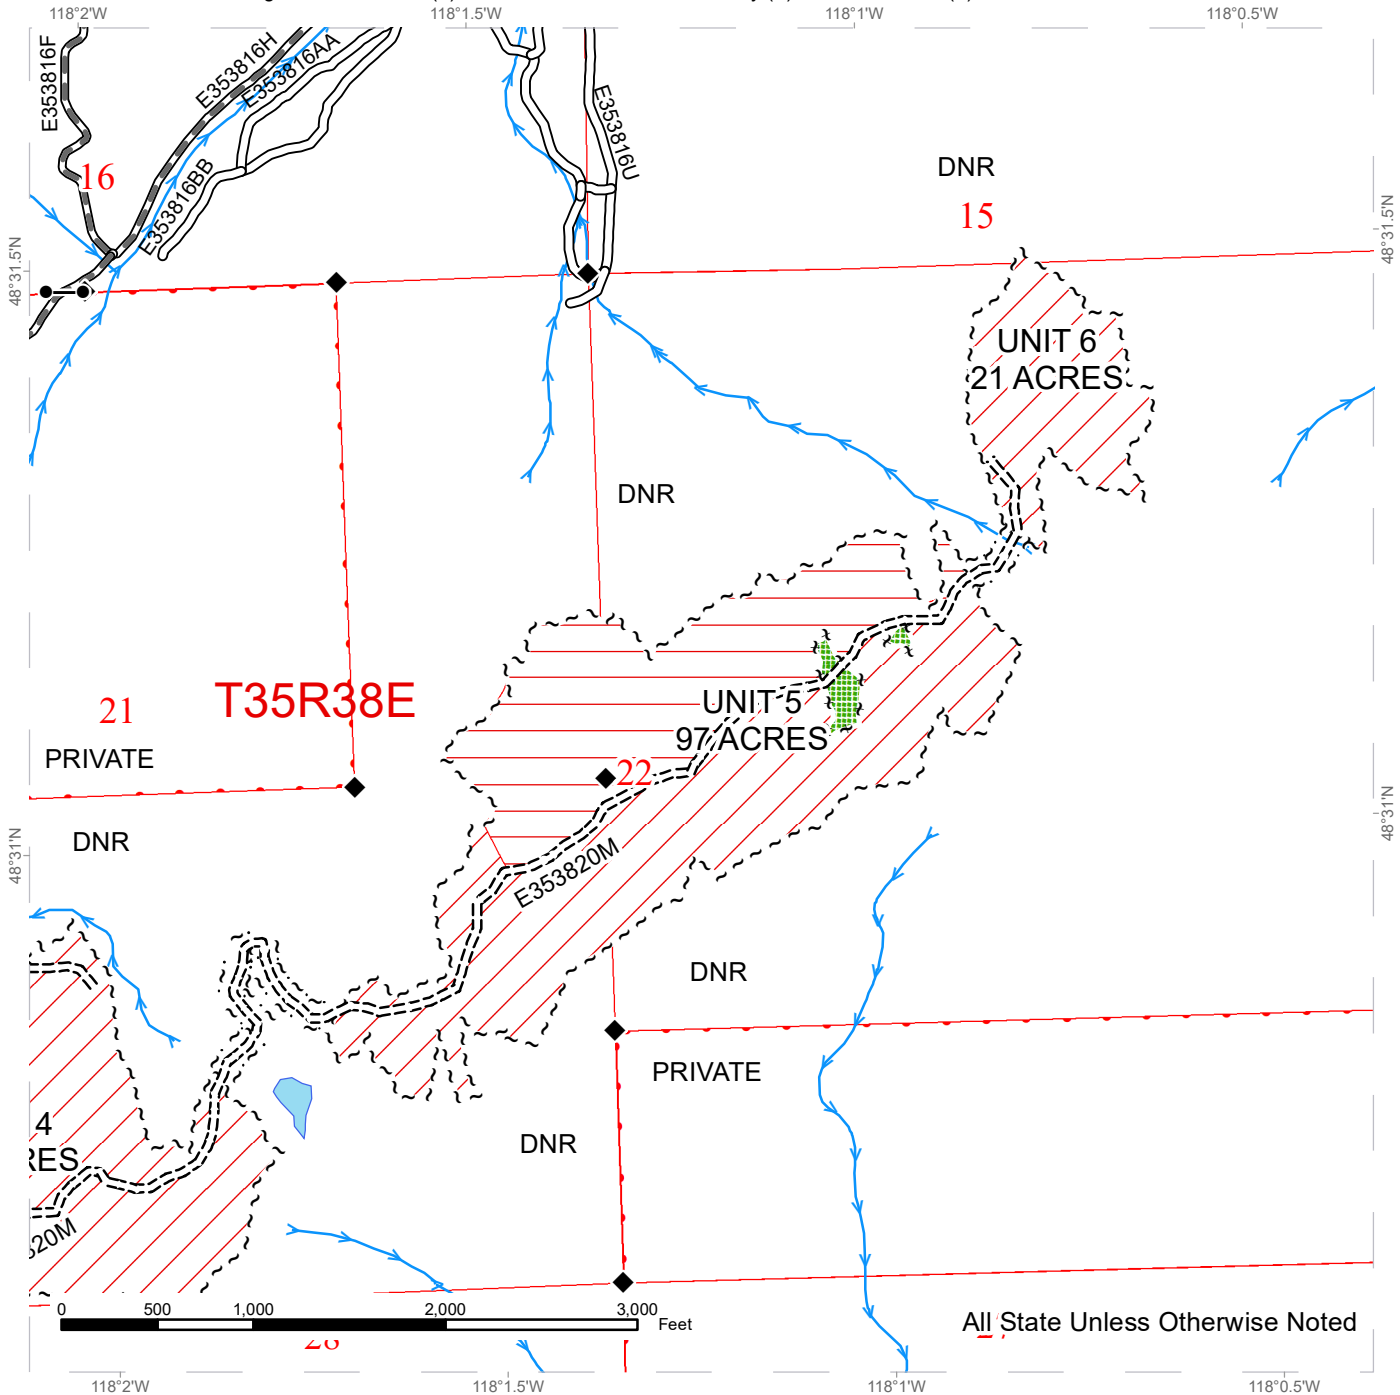 118°2'W
118°1.5'W
118°1'W
118°0.5'W
E353816F
E353816H
E353816AA
E353816BB
E353816U
16
DNR
15
48°31.5'N
48°31.5'N
UNIT 6
21 ACRES
DNR
T35R38E
21
PRIVATE
UNIT 5
97 ACRES
22
DNR
48°31'N
48°31'N
E353820M
DNR
PRIVATE
4
RES
DNR
820M
0 500 1,000 2,000 3,000
Feet
All State Unless Otherwise Noted
28
118°2'W
118°1.5'W
118°1'W
118°0.5'W